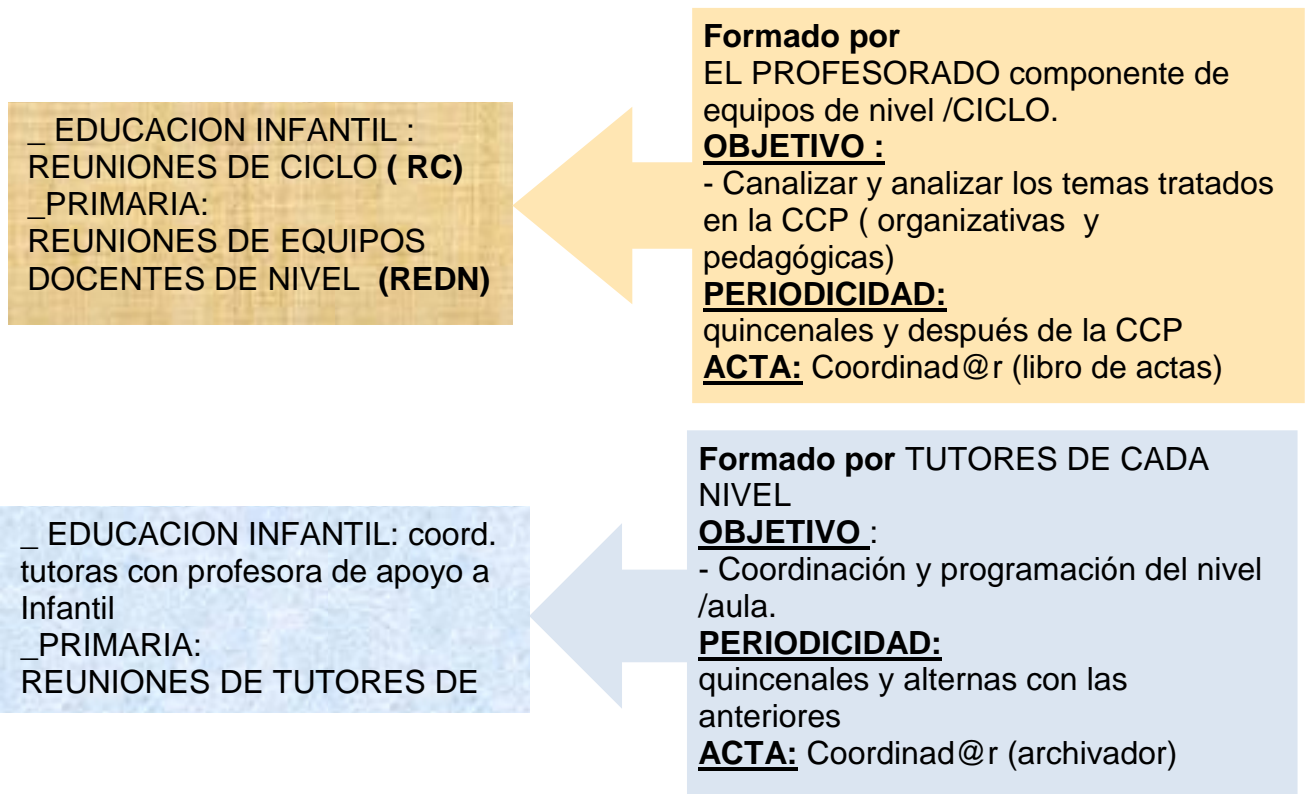 _ EDUCACION INFANTIL :
REUNIONES DE CICLO ( RC)
_PRIMARIA:
REUNIONES DE EQUIPOS
DOCENTES DE NIVEL (REDN)
Formado por
EL PROFESORADO componente de
equipos de nivel /CICLO.
OBJETIVO :
- Canalizar y analizar los temas tratados
en la CCP ( organizativas y
pedagógicas)
PERIODICIDAD:
quincenales y después de la CCP
ACTA: Coordinad@r (libro de actas)
_ EDUCACION INFANTIL: coord.
tutoras con profesora de apoyo a
Infantil
_PRIMARIA:
REUNIONES DE TUTORES DE
Formado por TUTORES DE CADA
NIVEL
OBJETIVO :
- Coordinación y programación del nivel
/aula.
PERIODICIDAD:
quincenales y alternas con las
anteriores
ACTA: Coordinad@r (archivador)